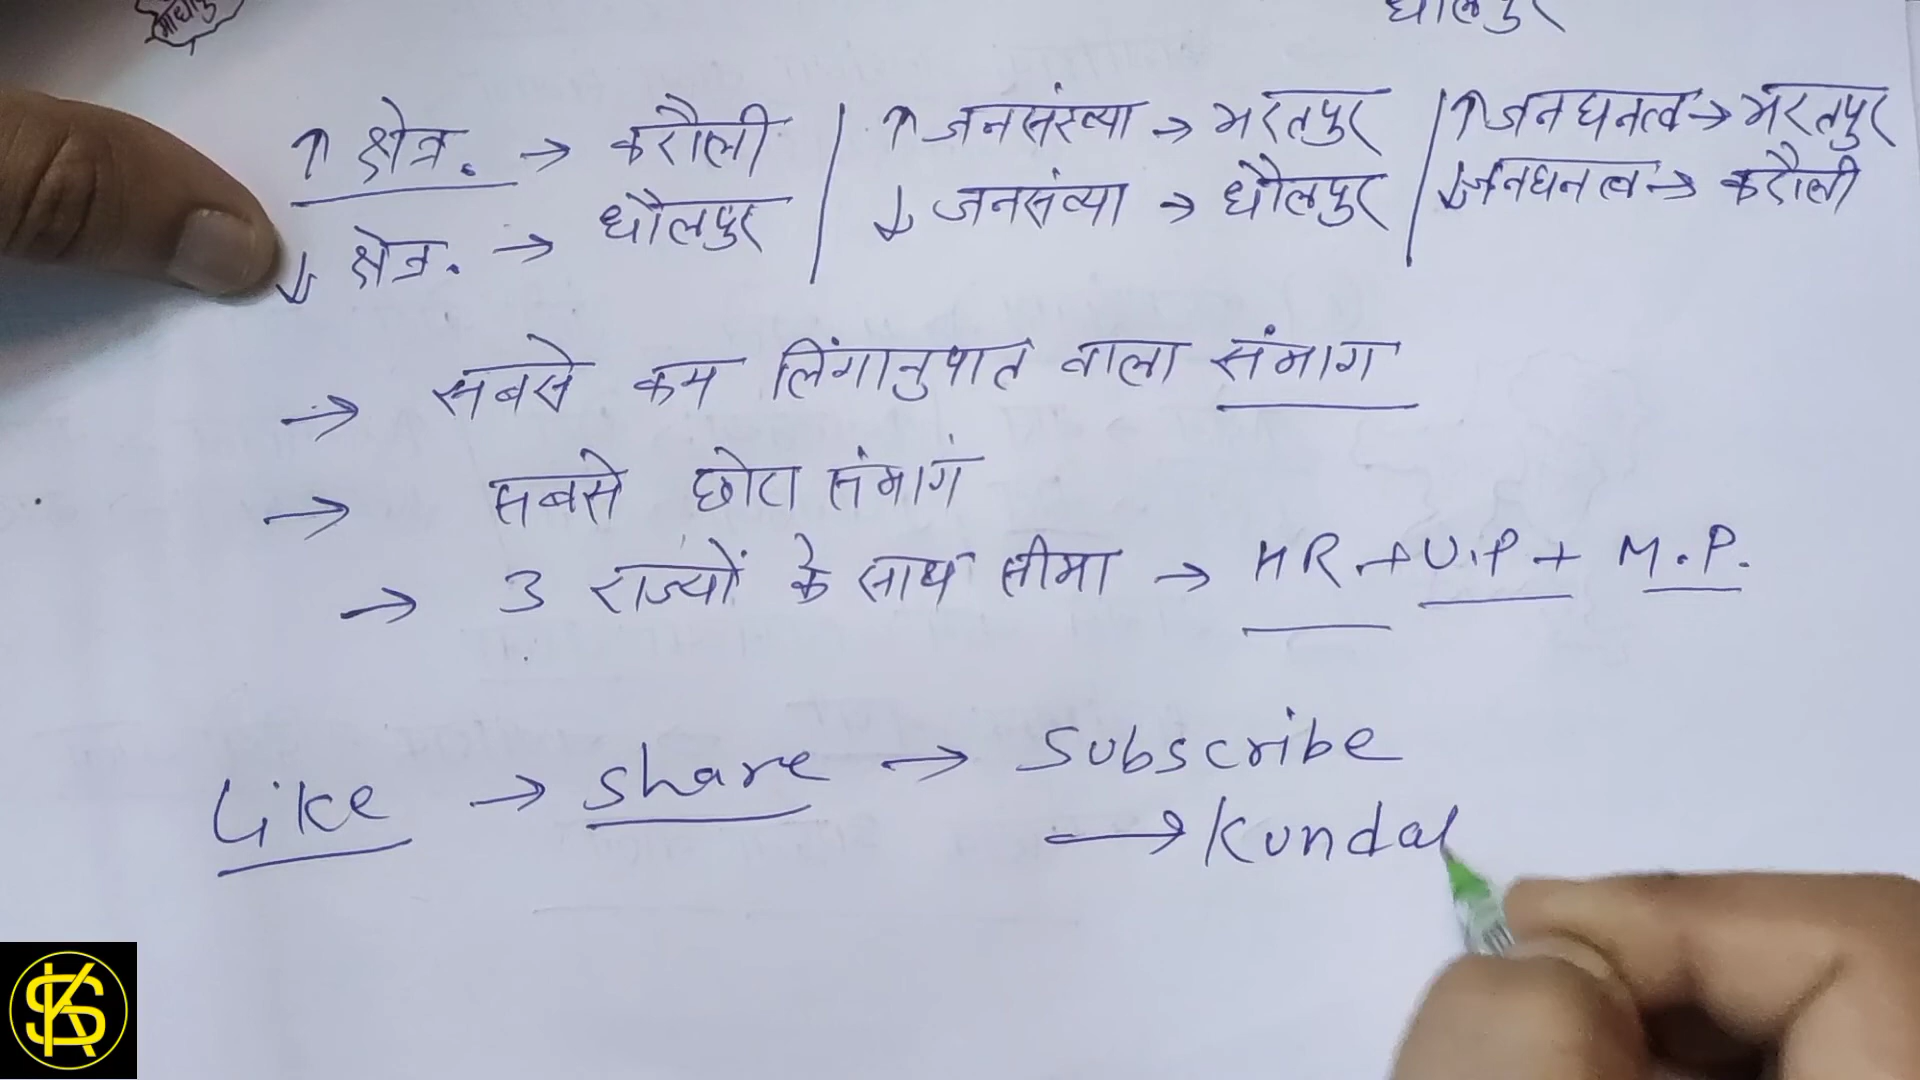 धौलपुर
↑ क्षेत्र. → करौली | ↑ जनसंख्या → भरतपुर | ↑ जनघनत्व → भरतपुर
↓ क्षेत्र. → धौलपुर | ↓ जनसंख्या → धौलपुर | ↓ जनघनत्व → करौली
→ सबसे कम लिंगानुपात वाला संभाग
→ सबसे छोटा संभाग
→ 3 राज्यों के साथ सीमा → HR + U.P + M.P.
Like → Share → Subscribe
→ Kundal